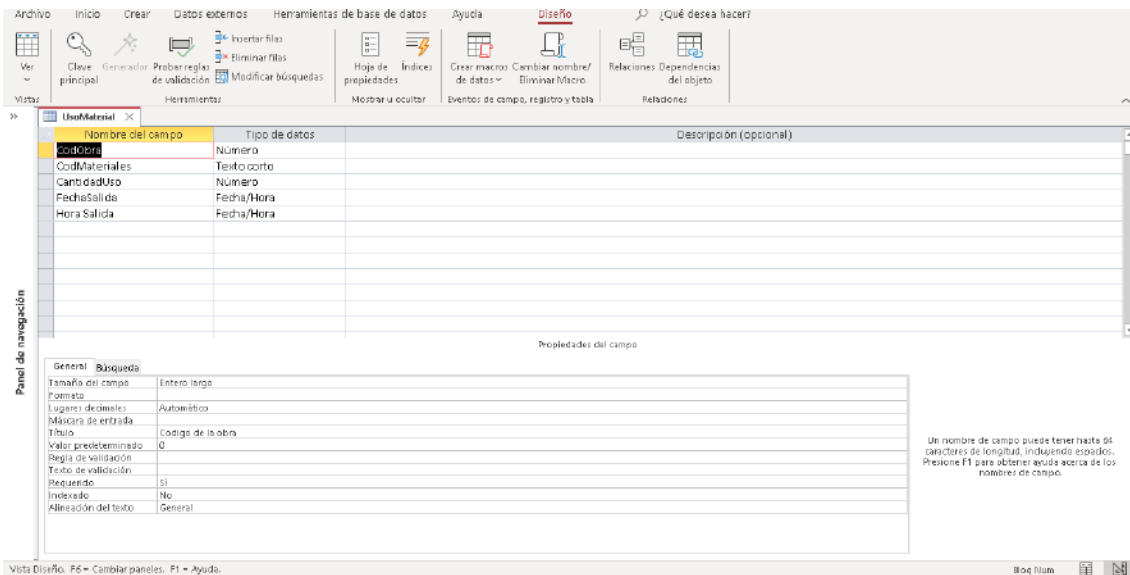 Archivo Inicio Crear Datos externos Herramientas de base de datos Ayuda Diseño ¿Qué desea hacer?
Ver
Clave principal
Generador
Probar reglas de validación
Insertar filas
Eliminar filas
Modificar búsquedas
Hoja de propiedades
Índices
Crear macros de datos
Cambiar nombre/ Eliminar Macro
Relaciones
Dependencias del objeto
Vistas Herramientas Mostrar u ocultar Eventos de campo, registro y tabla Relaciones
UsoMaterial
Nombre del campo Tipo de datos Descripción (opcional)
CodObra Número
CodMateriales Texto corto
CantidadUso Número
FechaSalida Fecha/Hora
Hora Salida Fecha/Hora
Panel de navegación
Propiedades del campo
General Búsqueda
Tamaño del campo Entero largo
Formato
Lugares decimales Automático
Máscara de entrada
Título Codigo de la obra
Valor predeterminado 0
Regla de validación
Texto de validación
Requerido Sí
Indexado No
Alineación del texto General
Un nombre de campo puede tener hasta 64
caracteres de longitud, incluyendo espacios.
Presione F1 para obtener ayuda acerca de los
nombres de campo.
Vista Diseño. F6 = Cambiar paneles. F1 = Ayuda. Bloq Num